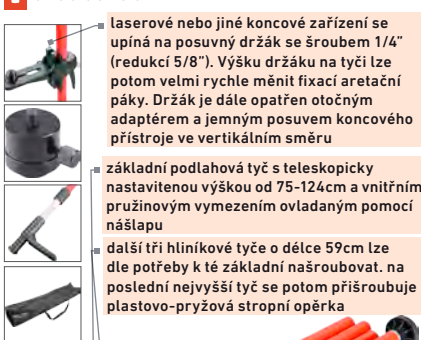 laserové nebo jiné koncové zařízení se
upíná na posuvný držák se šroubem 1/4"
(redukcí 5/8"). Výšku držáku na tyči lze
potom velmi rychle měnit fixací aretační
páky. Držák je dále opatřen otočným
adaptérem a jemným posuvem koncového
přístroje ve vertikálním směru
základní podlahová tyč s teleskopicky
nastavitenou výškou od 75-124cm a vnitřním
pružinovým vymezením ovladaným pomocí
nášlapu
další tři hliníkové tyče o délce 59cm lze
dle potřeby k té základní našroubovat. na
poslední nejvyšší tyč se potom přišroubuje
plastovo-pryžová stropní opěrka